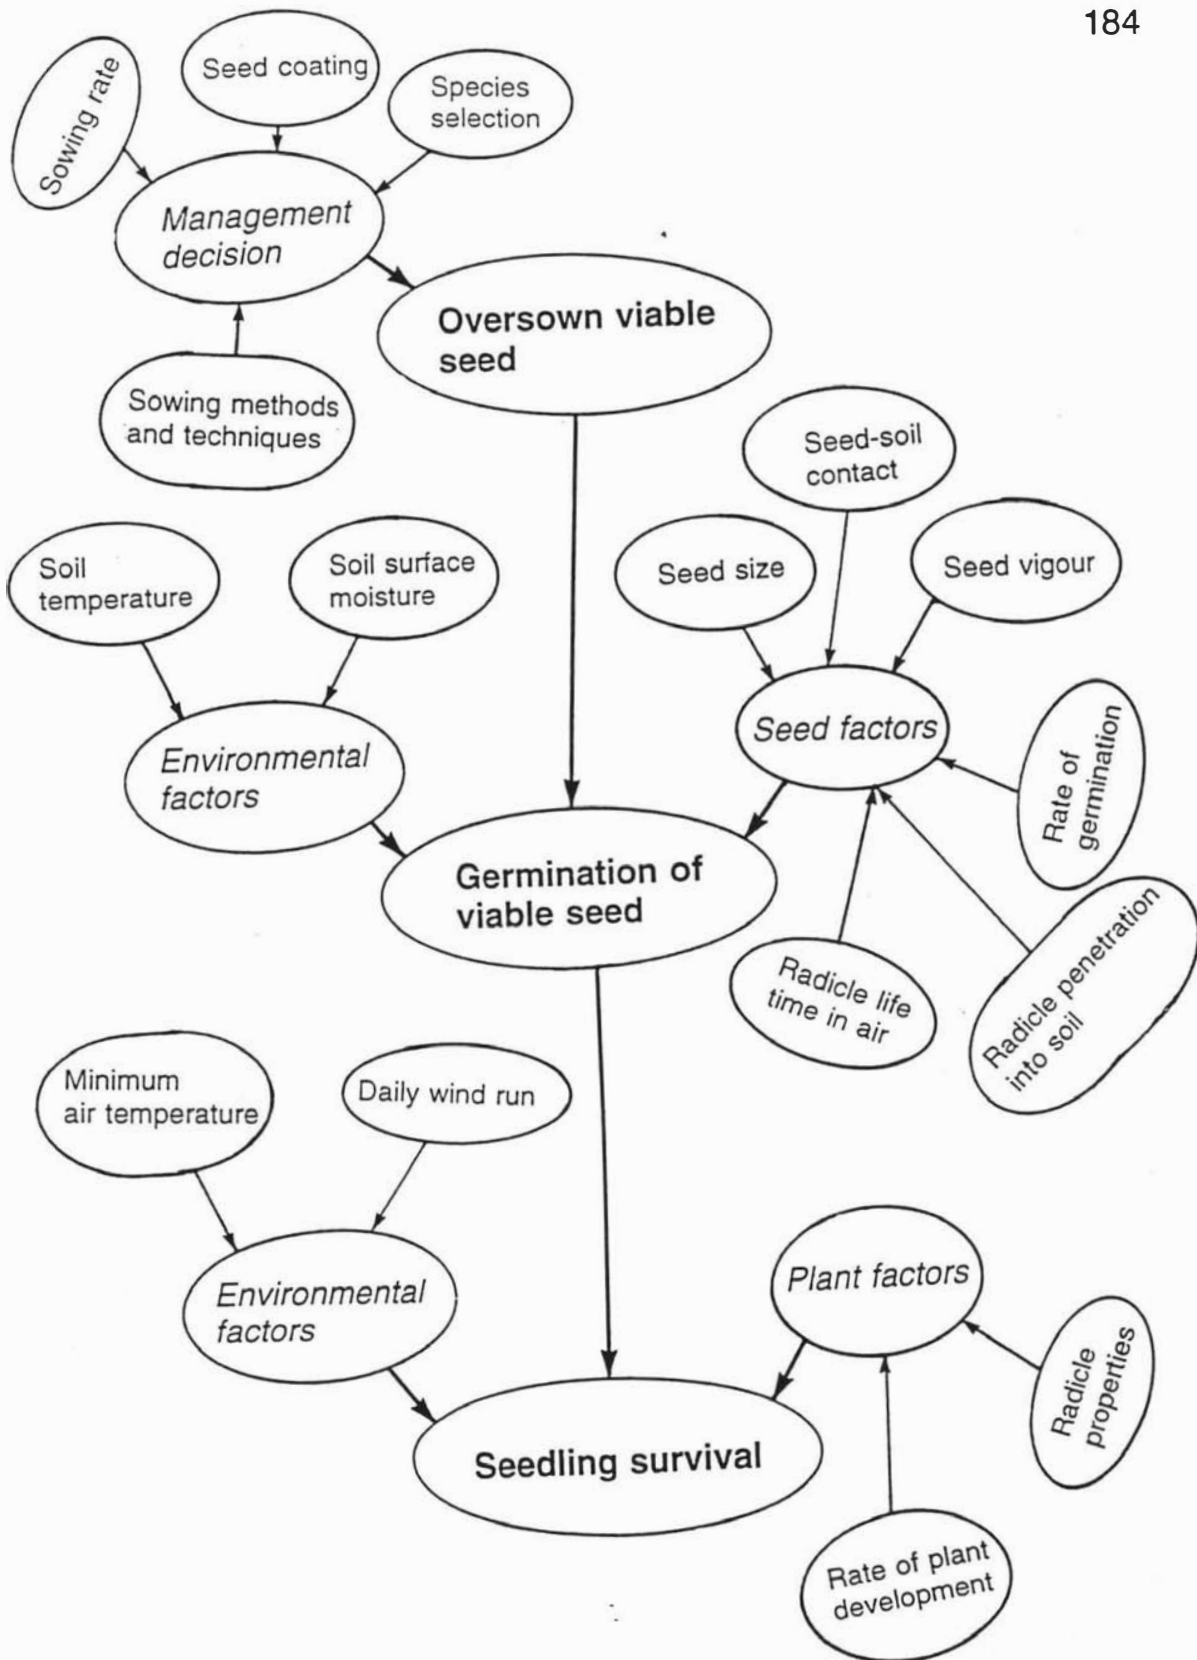 184
Sowing rate
Seed coating
Species
selection
Management
decision
Oversown viable
seed
Sowing methods
and techniques
Seed-soil
contact
Soil
temperature
Soil surface
moisture
Seed size
Seed vigour
Environmental
factors
Seed factors
Rate of
germination
Germination of
viable seed
Radicle life
time in air
Radicle penetration
into soil
Minimum
air temperature
Daily wind run
Environmental
factors
Plant factors
Radicle
properties
Seedling survival
Rate of plant
development